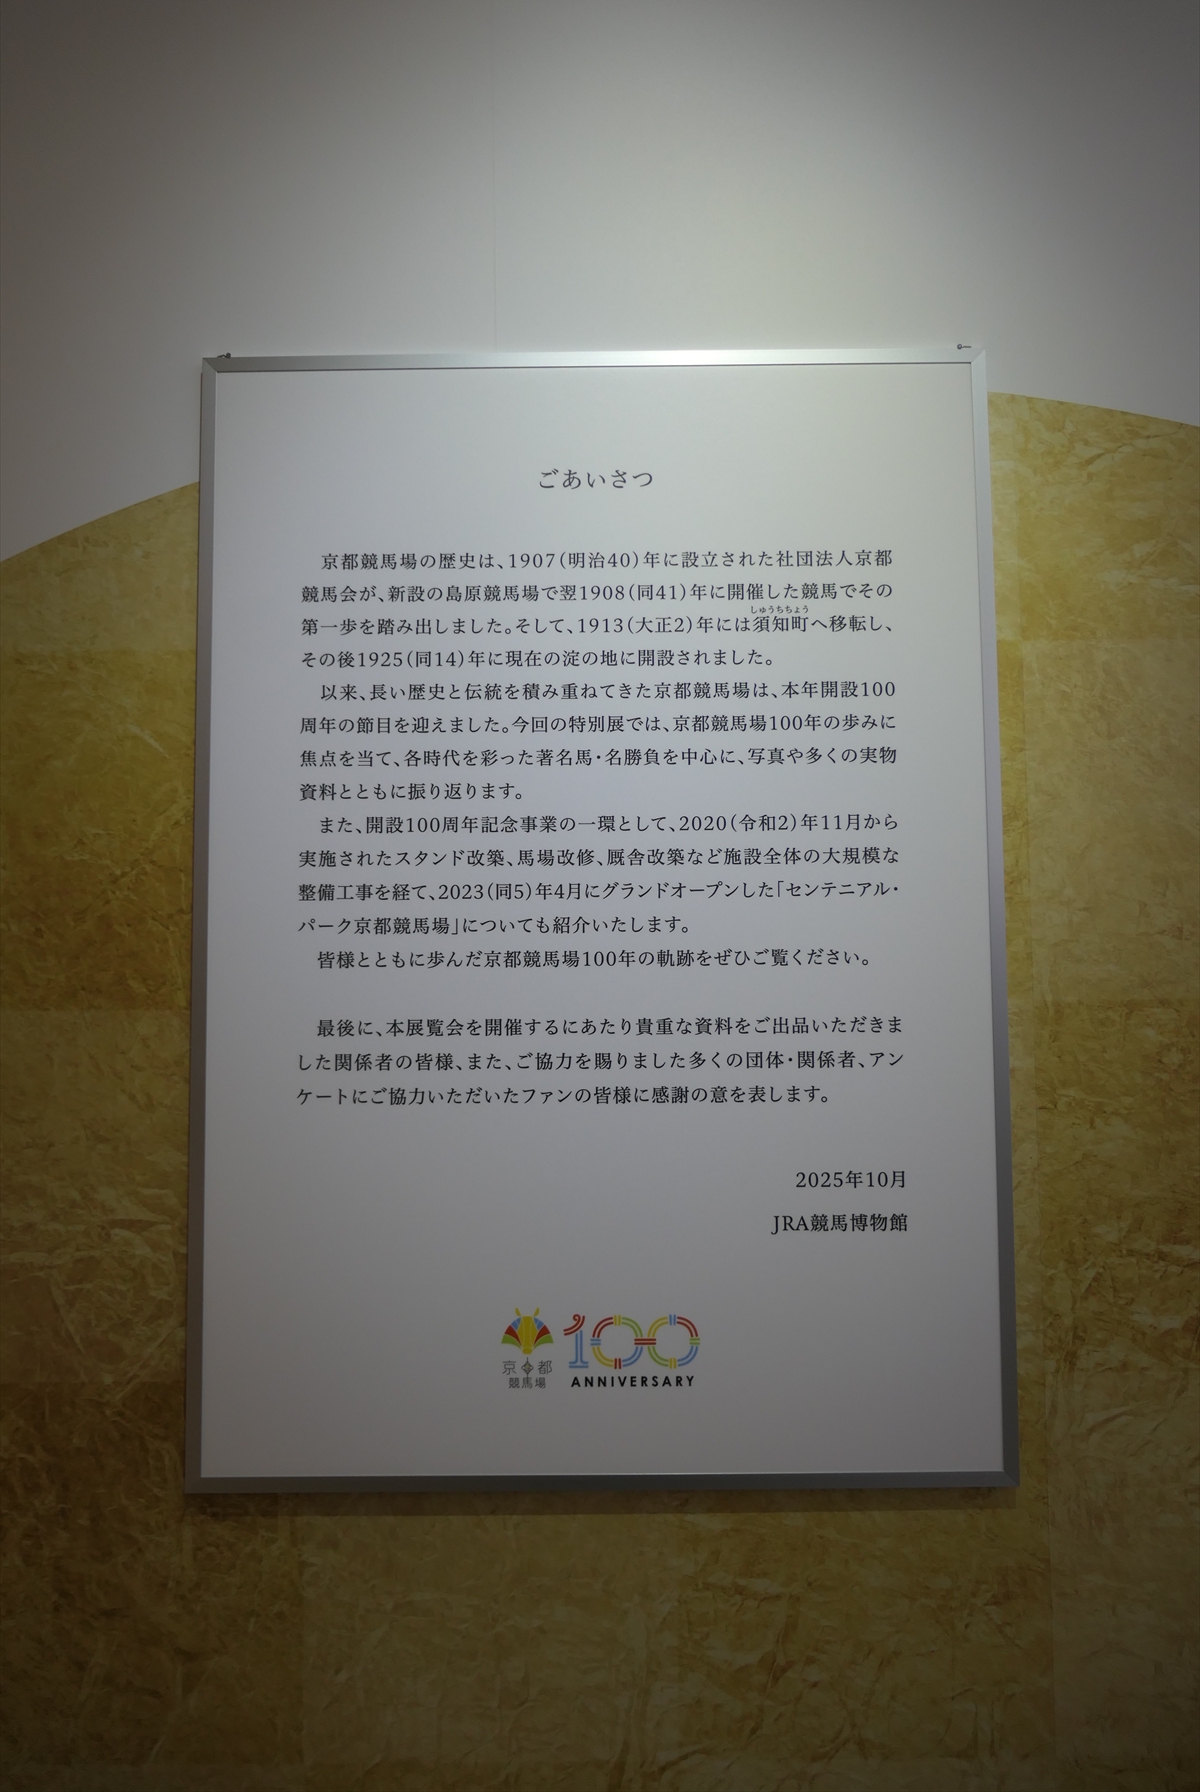 ごあいさつ
京都競馬場の歴史は、1907(明治40)年に設立された社団法人京都
競馬会が、新設の島原競馬場で翌1908(同41)年に開催した競馬でその
しゅうちちょう
第一歩を踏み出しました。そして、1913(大正2)年には須知町へ移転し、
その後1925(同14)年に現在の淀の地に開設されました。
以来、長い歴史と伝統を積み重ねてきた京都競馬場は、本年開設100
周年の節目を迎えました。今回の特別展では、京都競馬場100年の歩みに
焦点を当て、各時代を彩った著名馬・名勝負を中心に、写真や多くの実物
資料とともに振り返ります。
また、開設100周年記念事業の一環として、2020(令和2)年11月から
実施されたスタンド改築、馬場改修、厩舎改築など施設全体の大規模な
整備工事を経て、2023(同5)年4月にグランドオープンした「センテニアル・
パーク京都競馬場」についても紹介いたします。
皆様とともに歩んだ京都競馬場100年の軌跡をぜひご覧ください。
最後に、本展覧会を開催するにあたり貴重な資料をご出品いただきま
した関係者の皆様、また、ご協力を賜りました多くの団体・関係者、アン
ケートにご協力いただいたファンの皆様に感謝の意を表します。
2025年10月
JRA競馬博物館
京都
競馬場
100
ANNIVERSARY